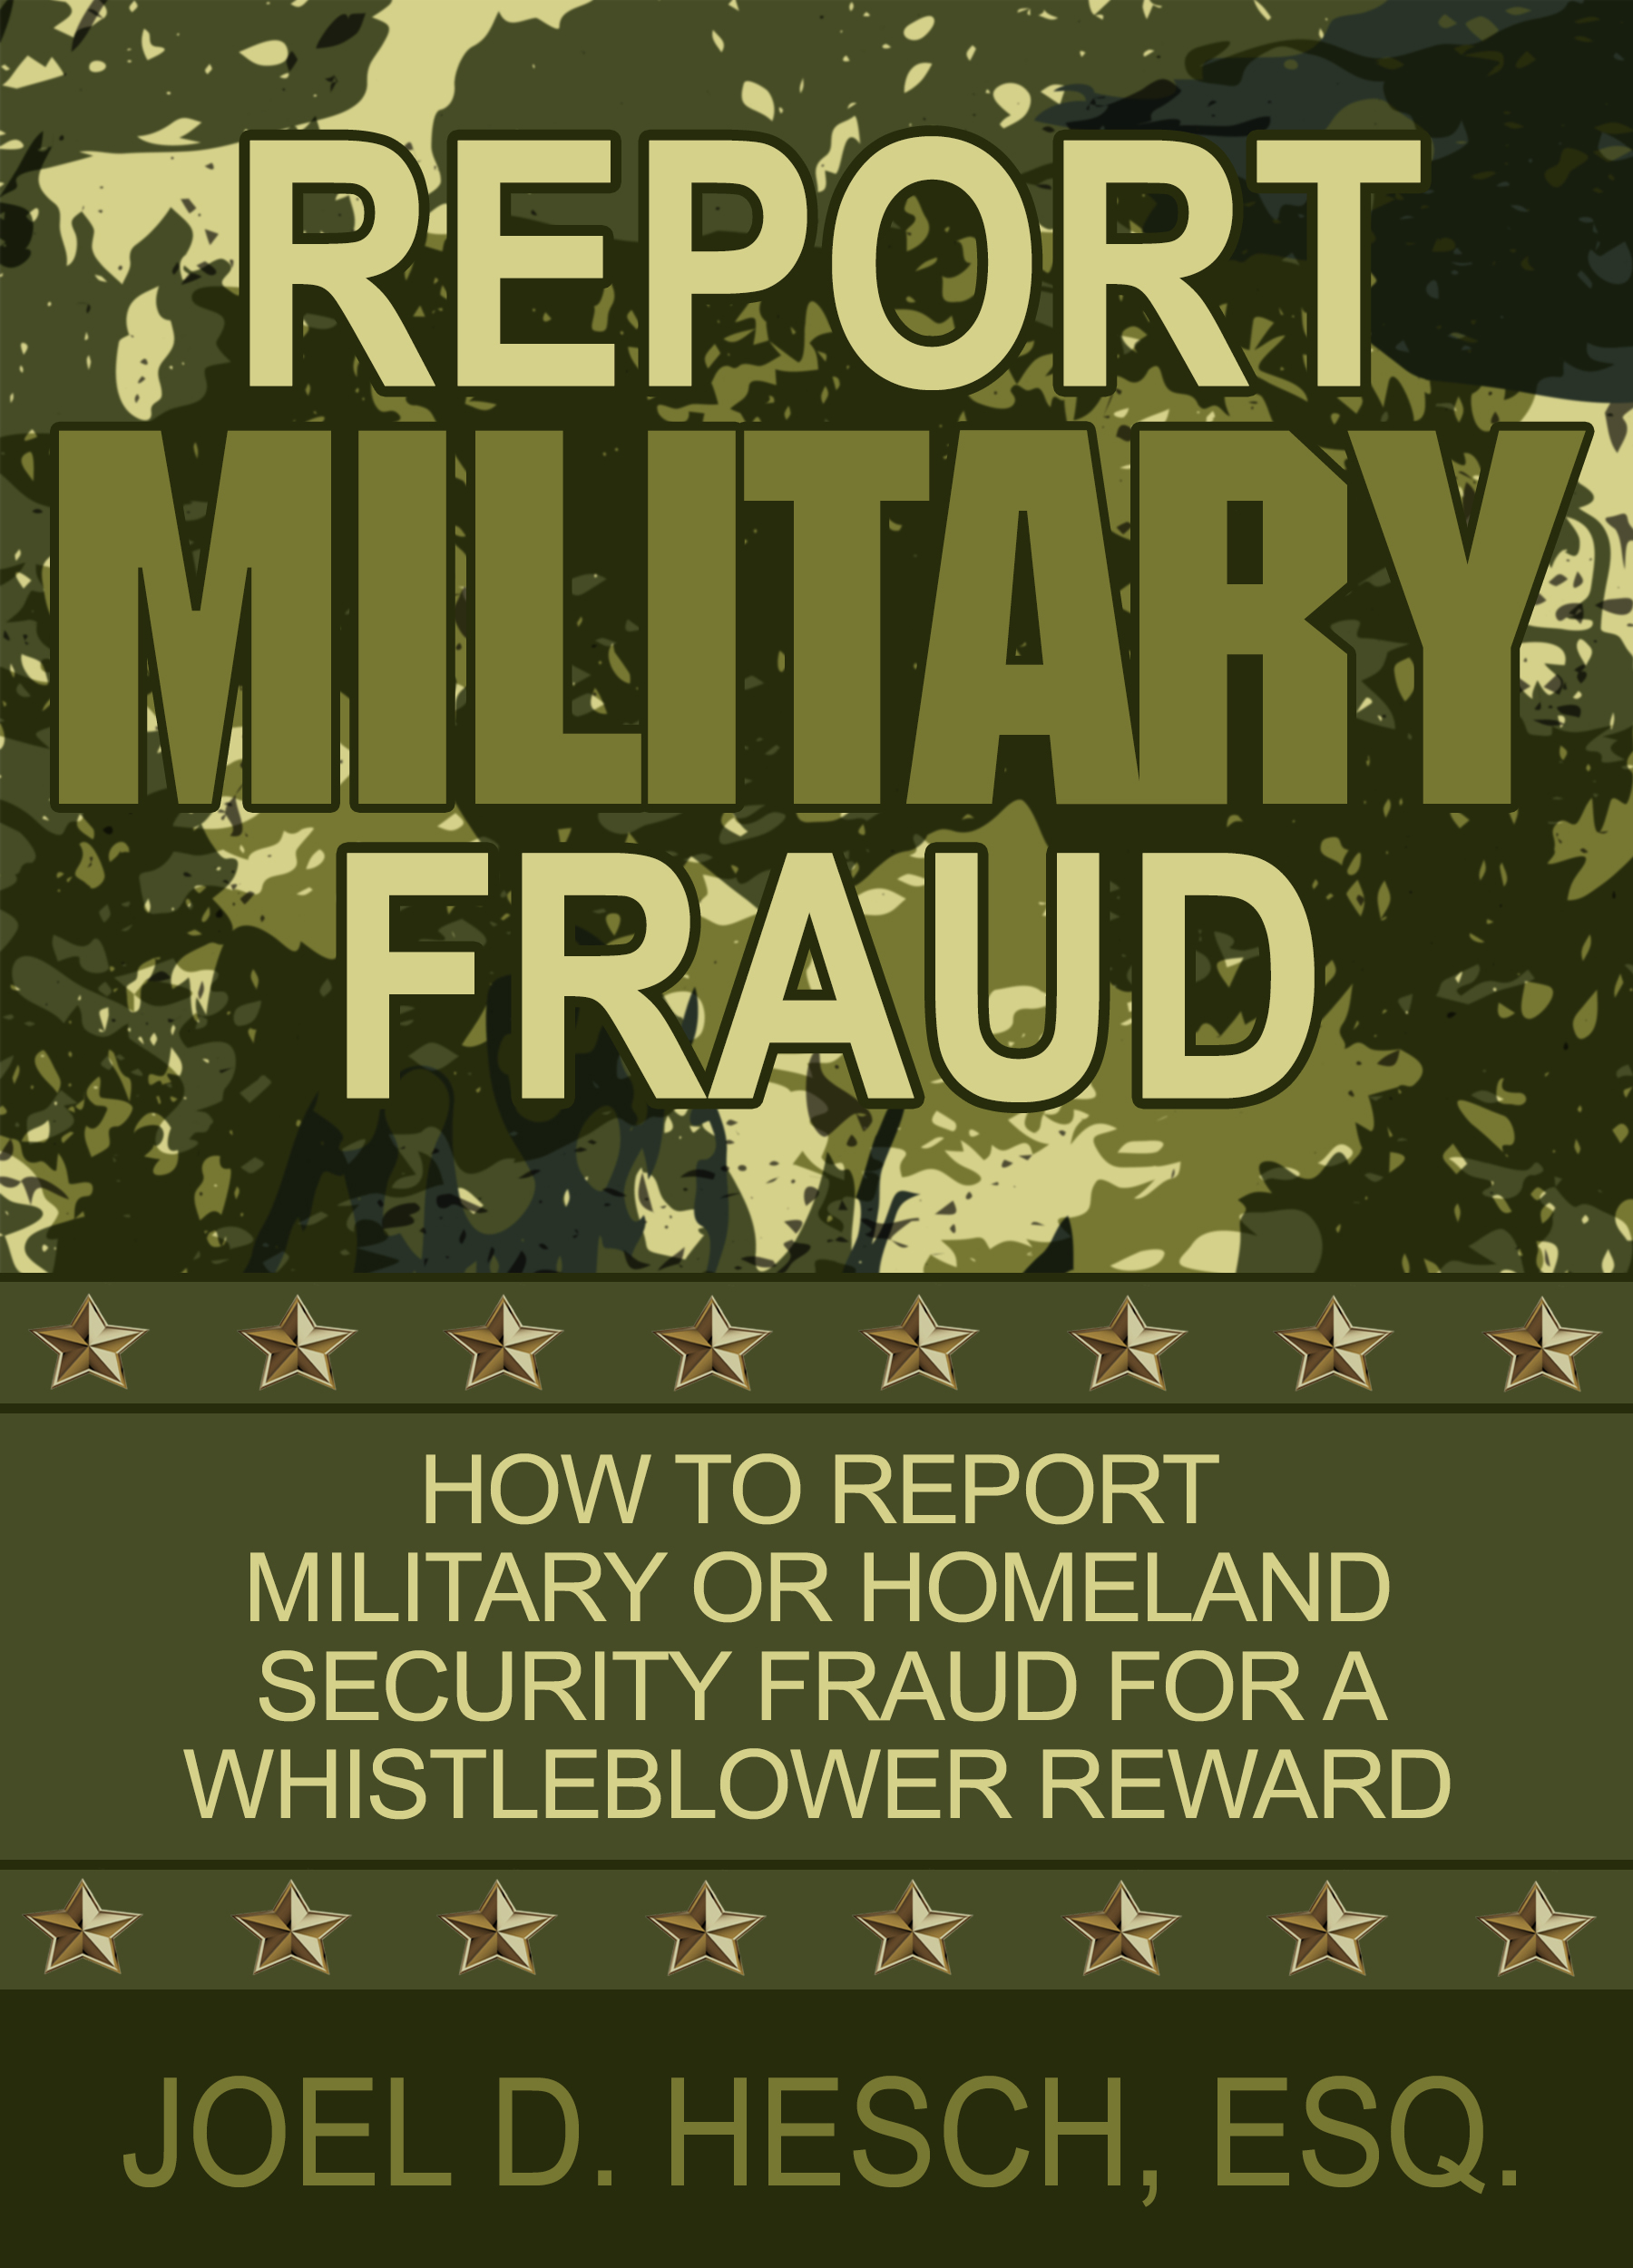 REPORT
MILITARY
FRAUD
HOW TO REPORT
MILITARY OR HOMELAND
SECURITY FRAUD FOR A
WHISTLEBLOWER REWARD
JOEL D. HESCH, ESQ.